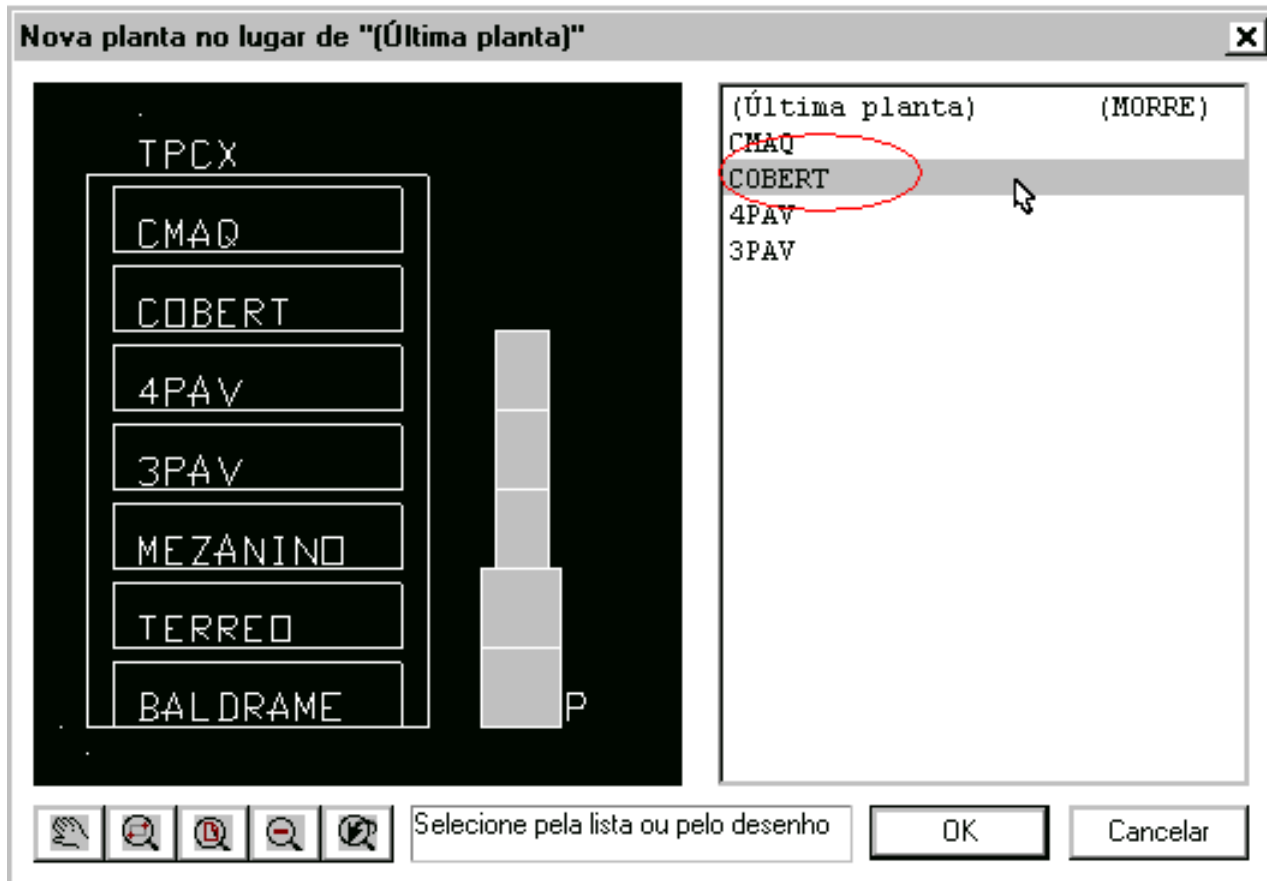 Nova planta no lugar de "(Última planta)"
TPCX
CMAQ
COBERT
4PAV
3PAV
MEZANINO
TERREO
BALDRAME
P
(Última planta) (MORRE)
CMAQ
COBERT
4PAV
3PAV
Selecione pela lista ou pelo desenho
OK
Cancelar